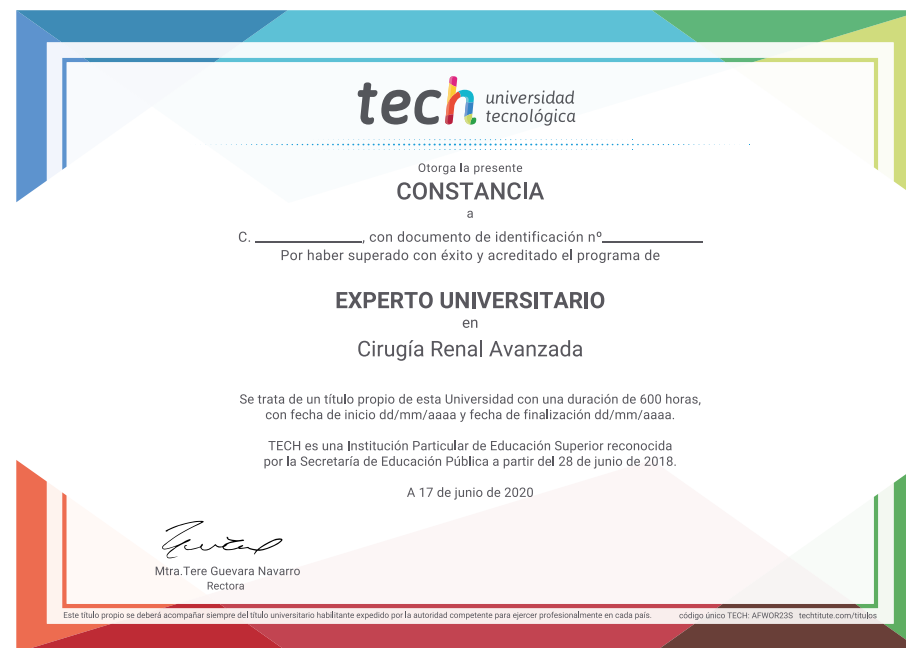 tech universidad
tecnológica
Otorga la presente
CONSTANCIA
a
C. ____________, con documento de identificación nº____________
Por haber superado con éxito y acreditado el programa de
EXPERTO UNIVERSITARIO
en
Cirugía Renal Avanzada
Se trata de un título propio de esta Universidad con una duración de 600 horas,
con fecha de inicio dd/mm/aaaa y fecha de finalización dd/mm/aaaa.
TECH es una Institución Particular de Educación Superior reconocida
por la Secretaría de Educación Pública a partir del 28 de junio de 2018.
A 17 de junio de 2020
Mtra.Tere Guevara Navarro
Rectora
Este título propio se deberá acompañar siempre del título universitario habilitante expedido por la autoridad competente para ejercer profesionalmente en cada país. código único TECH: AFWOR23S techtitute.com/titulos